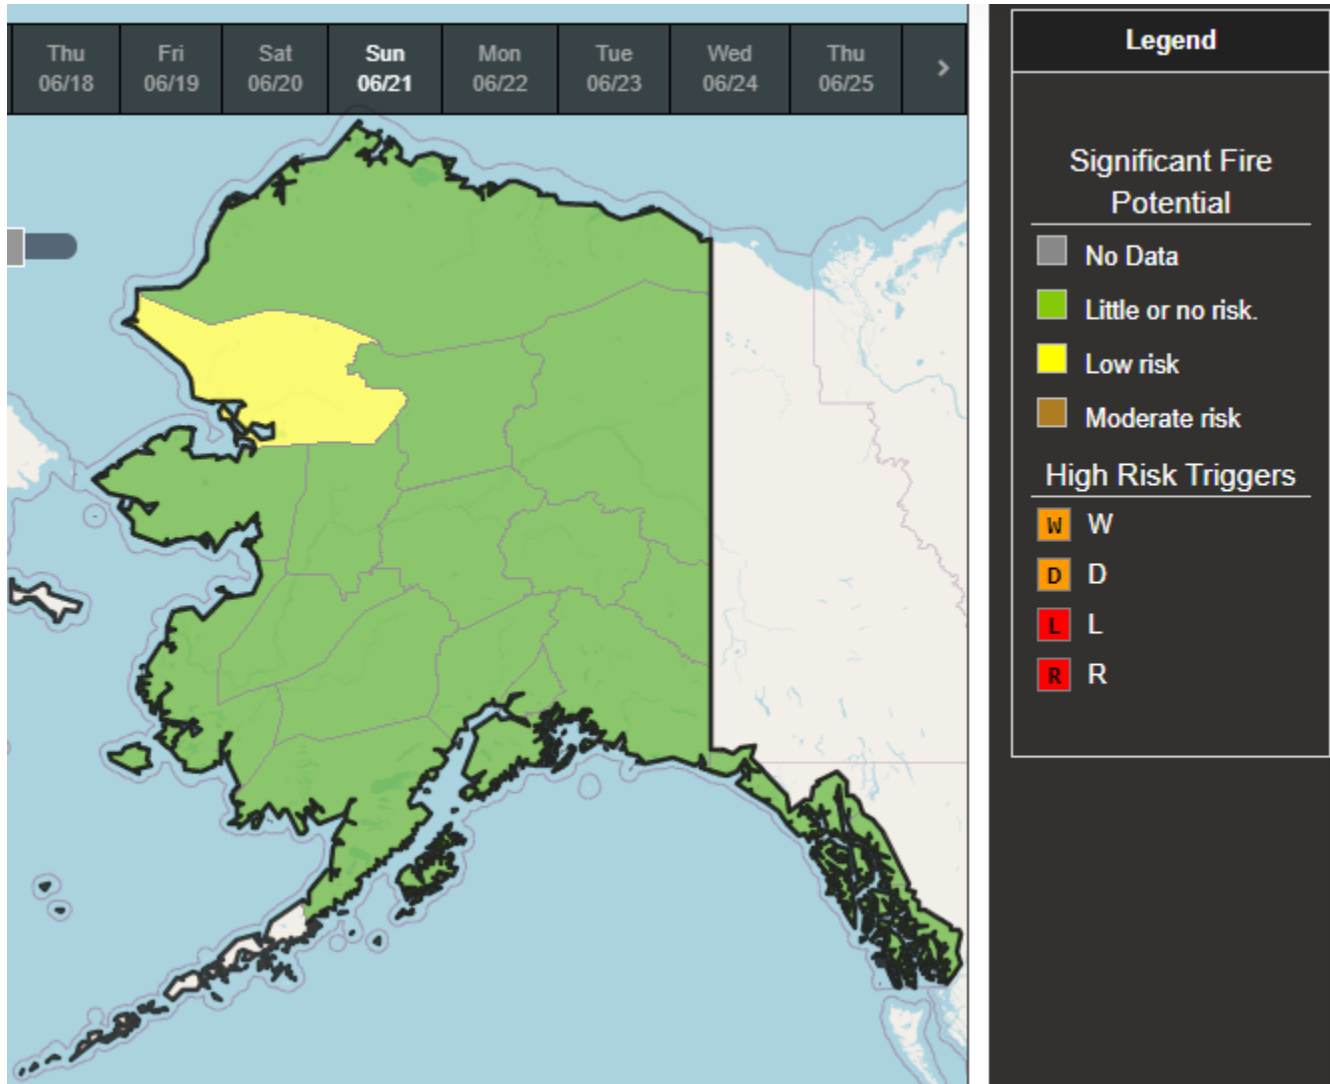 Thu Fri Sat Sun Mon Tue Wed Thu
06/18 06/19 06/20 06/21 06/22 06/23 06/24 06/25 >
Legend
Significant Fire
Potential
No Data
Little or no risk.
Low risk
Moderate risk
High Risk Triggers
W W
D D
L L
R R